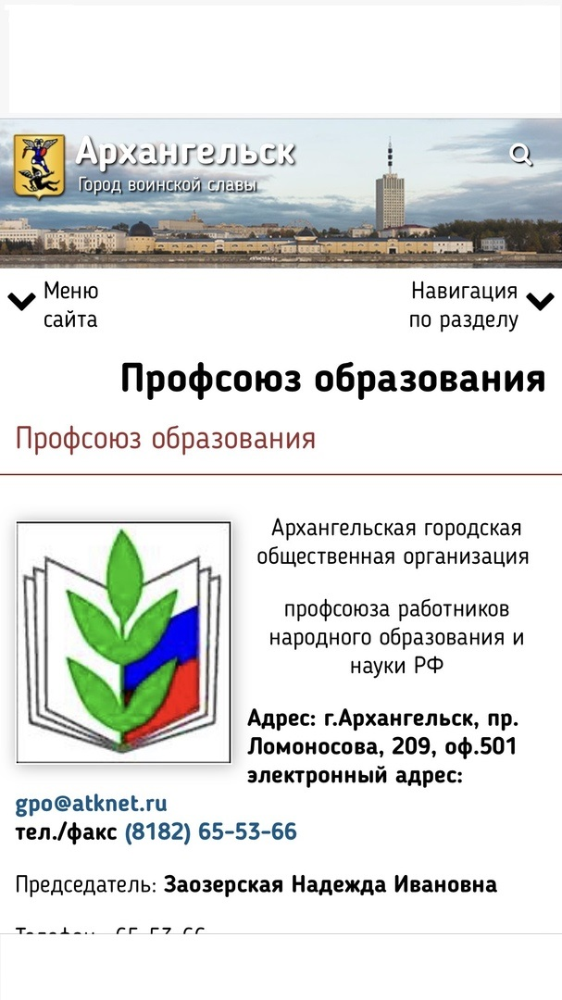 Архангельск
Город воинской славы
Меню
сайта
Навигация
по разделу
Профсоюз образования
Профсоюз образования
Архангельская городская
общественная организация
профсоюза работников
народного образования и
науки РФ
Адрес: г.Архангельск, пр.
Ломоносова, 209, оф.501
электронный адрес:
gpo@atknet.ru
тел./факс (8182) 65-53-66
Председатель: Заозерская Надежда Ивановна